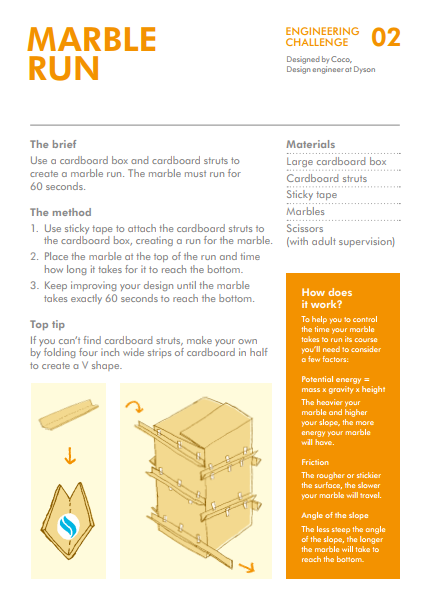 MARBLE
RUN
ENGINEERING
CHALLENGE 02
Designed by Coco,
Design engineer at Dyson
The brief
Use a cardboard box and cardboard struts to
create a marble run. The marble must run for
60 seconds.
The method
1. Use sticky tape to attach the cardboard struts to
the cardboard box, creating a run for the marble.
2. Place the marble at the top of the run and time
how long it takes for it to reach the bottom.
3. Keep improving your design until the marble
takes exactly 60 seconds to reach the bottom.
Top tip
If you can't find cardboard struts, make your own
by folding four inch wide strips of cardboard in half
to create a V shape.
Materials
Large cardboard box
Cardboard struts
Sticky tape
Marbles
Scissors
(with adult supervision)
How does
it work?
To help you to control
the time your marble
takes to run its course
you'll need to consider
a few factors:
Potential energy =
mass x gravity x height
The heavier your
marble and higher
your slope, the more
energy your marble
will have.
Friction
The rougher or stickier
the surface, the slower
your marble will travel.
Angle of the slope
The less steep the angle
of the slope, the longer
the marble will take to
reach the bottom.